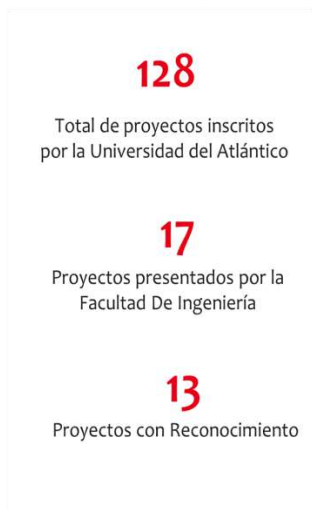 128
Total de proyectos inscritos
por la Universidad del Atlántico
17
Proyectos presentados por la
Facultad De Ingeniería
13
Proyectos con Reconocimiento